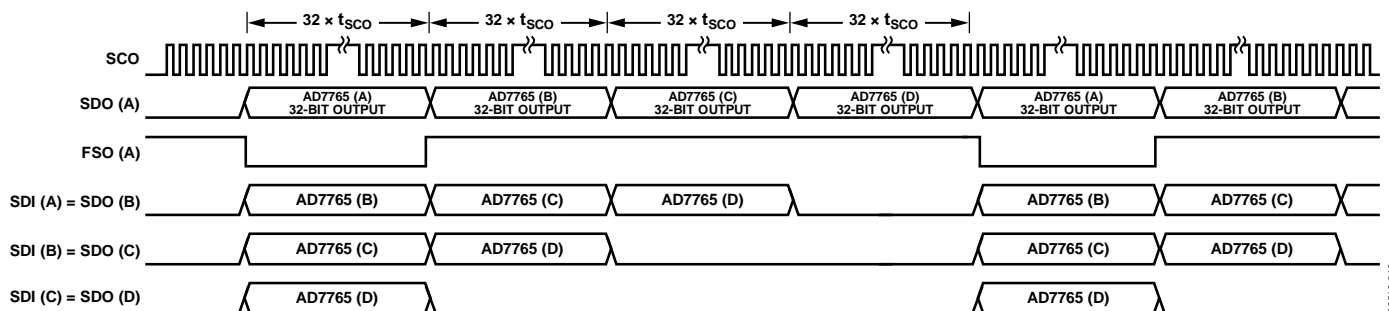 32 × tSCO 32 × tSCO 32 × tSCO 32 × tSCO
SCO
SDO (A) AD7765 (A) 32-BIT OUTPUT AD7765 (B) 32-BIT OUTPUT AD7765 (C) 32-BIT OUTPUT AD7765 (D) 32-BIT OUTPUT AD7765 (A) 32-BIT OUTPUT AD7765 (B) 32-BIT OUTPUT
FSO (A)
SDI (A) = SDO (B) AD7765 (B) AD7765 (C) AD7765 (D) AD7765 (B) AD7765 (C)
SDI (B) = SDO (C) AD7765 (C) AD7765 (D) AD7765 (C) AD7765 (D)
SDI (C) = SDO (D) AD7765 (D) AD7765 (D)